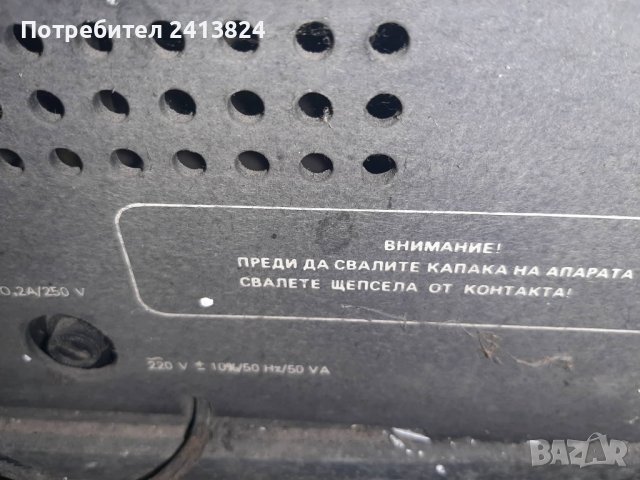 Потребител 2413824
ВНИМАНИЕ!
ПРЕДИ ДА СВАЛИТЕ КАПАКА НА АПАРАТА
СВАЛЕТЕ ЩЕПСЕЛА ОТ КОНТАКТА!
0,2A/250 V
220 V ± 10%/50 Hz/50 VA
BAZAR